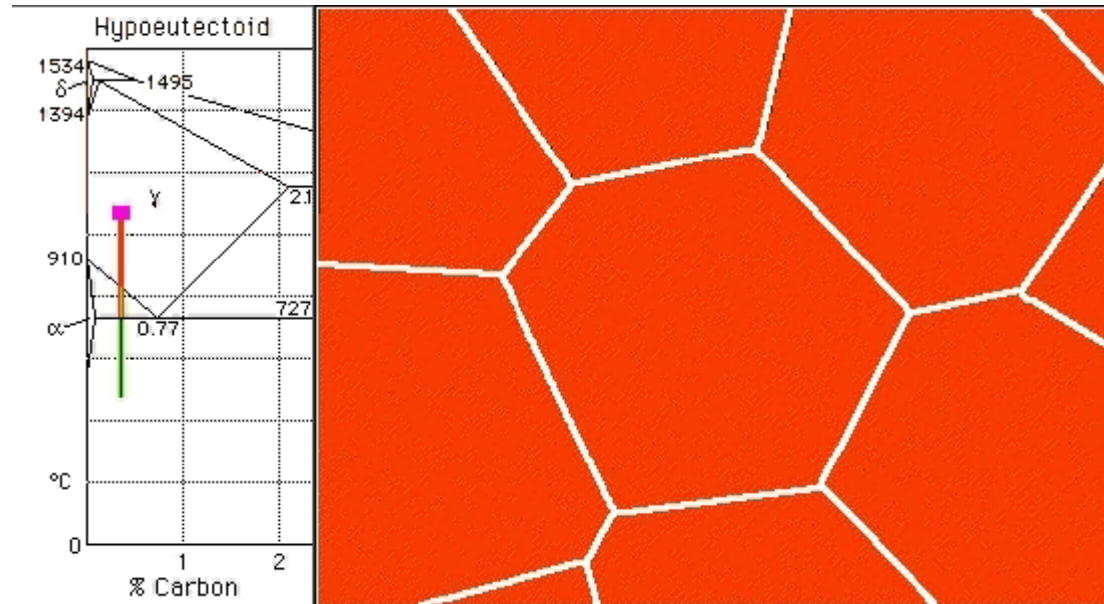 Hypoeutectoid
1534
δ
1495
1394
γ
2.1
910
727
α
0.77
°C
0
1 2
% Carbon